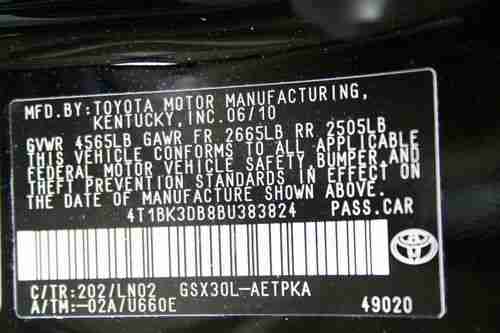 MFD.BY:TOYOTA MOTOR MANUFACTURING,
KENTUCKY,INC.06/10
GVWR 4565LB GAWR FR 2665LB RR 2505LB
THIS VEHICLE CONFORMS TO ALL APPLICABLE
FEDERAL MOTOR VEHICLE SAFETY,BUMPER,AND
THEFT PREVENTION STANDARDS IN EFFECT ON
THE DATE OF MANUFACTURE SHOWN ABOVE.
4T1BK3DB8BU383824 PASS.CAR
C/TR:202/LN02 GSX30L-AETPKA
A/TM:-02A/U660E 49020
TOYOTA